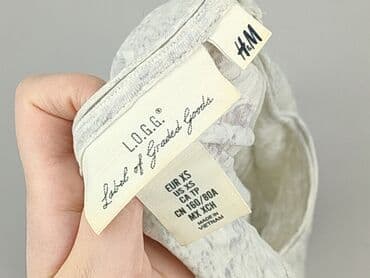 H&M
L.O.G.G.®
Label of Graded Goods
EUR XS
US XS
CA TP
CN 160/80A
MX XCH
MADE IN
VIETNAM